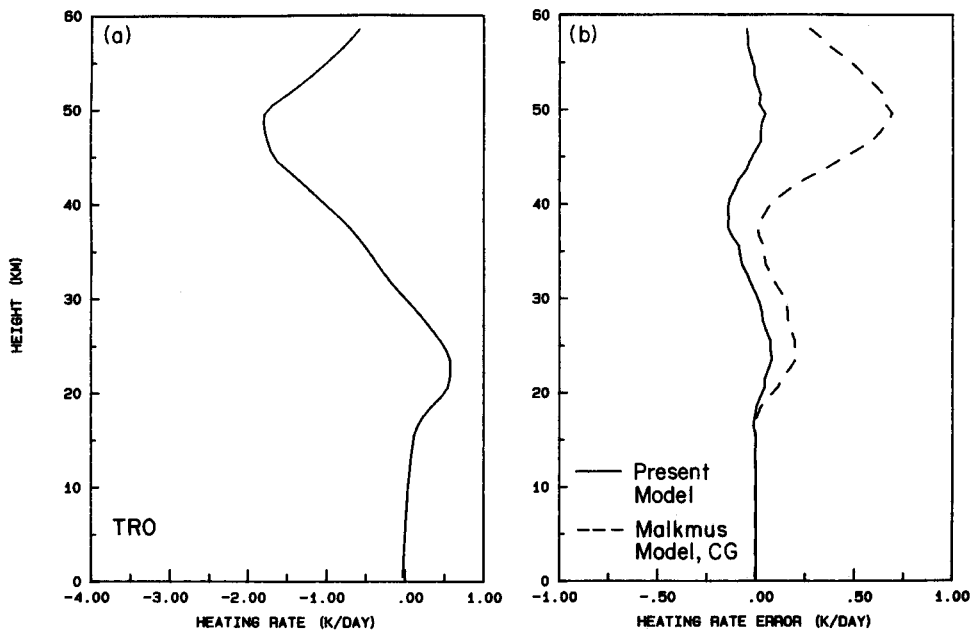 (a)
60
50
40
30
20
10
0
HEIGHT (KM)
TRO
-4.00 -3.00 -2.00 -1.00 .00 1.00
HEATING RATE (K/DAY)
(b)
60
50
40
30
20
10
0
Present
Model
Malkmus
Model, CG
-1.00 -.50 .00 .50 1.00
HEATING RATE ERROR (K/DAY)